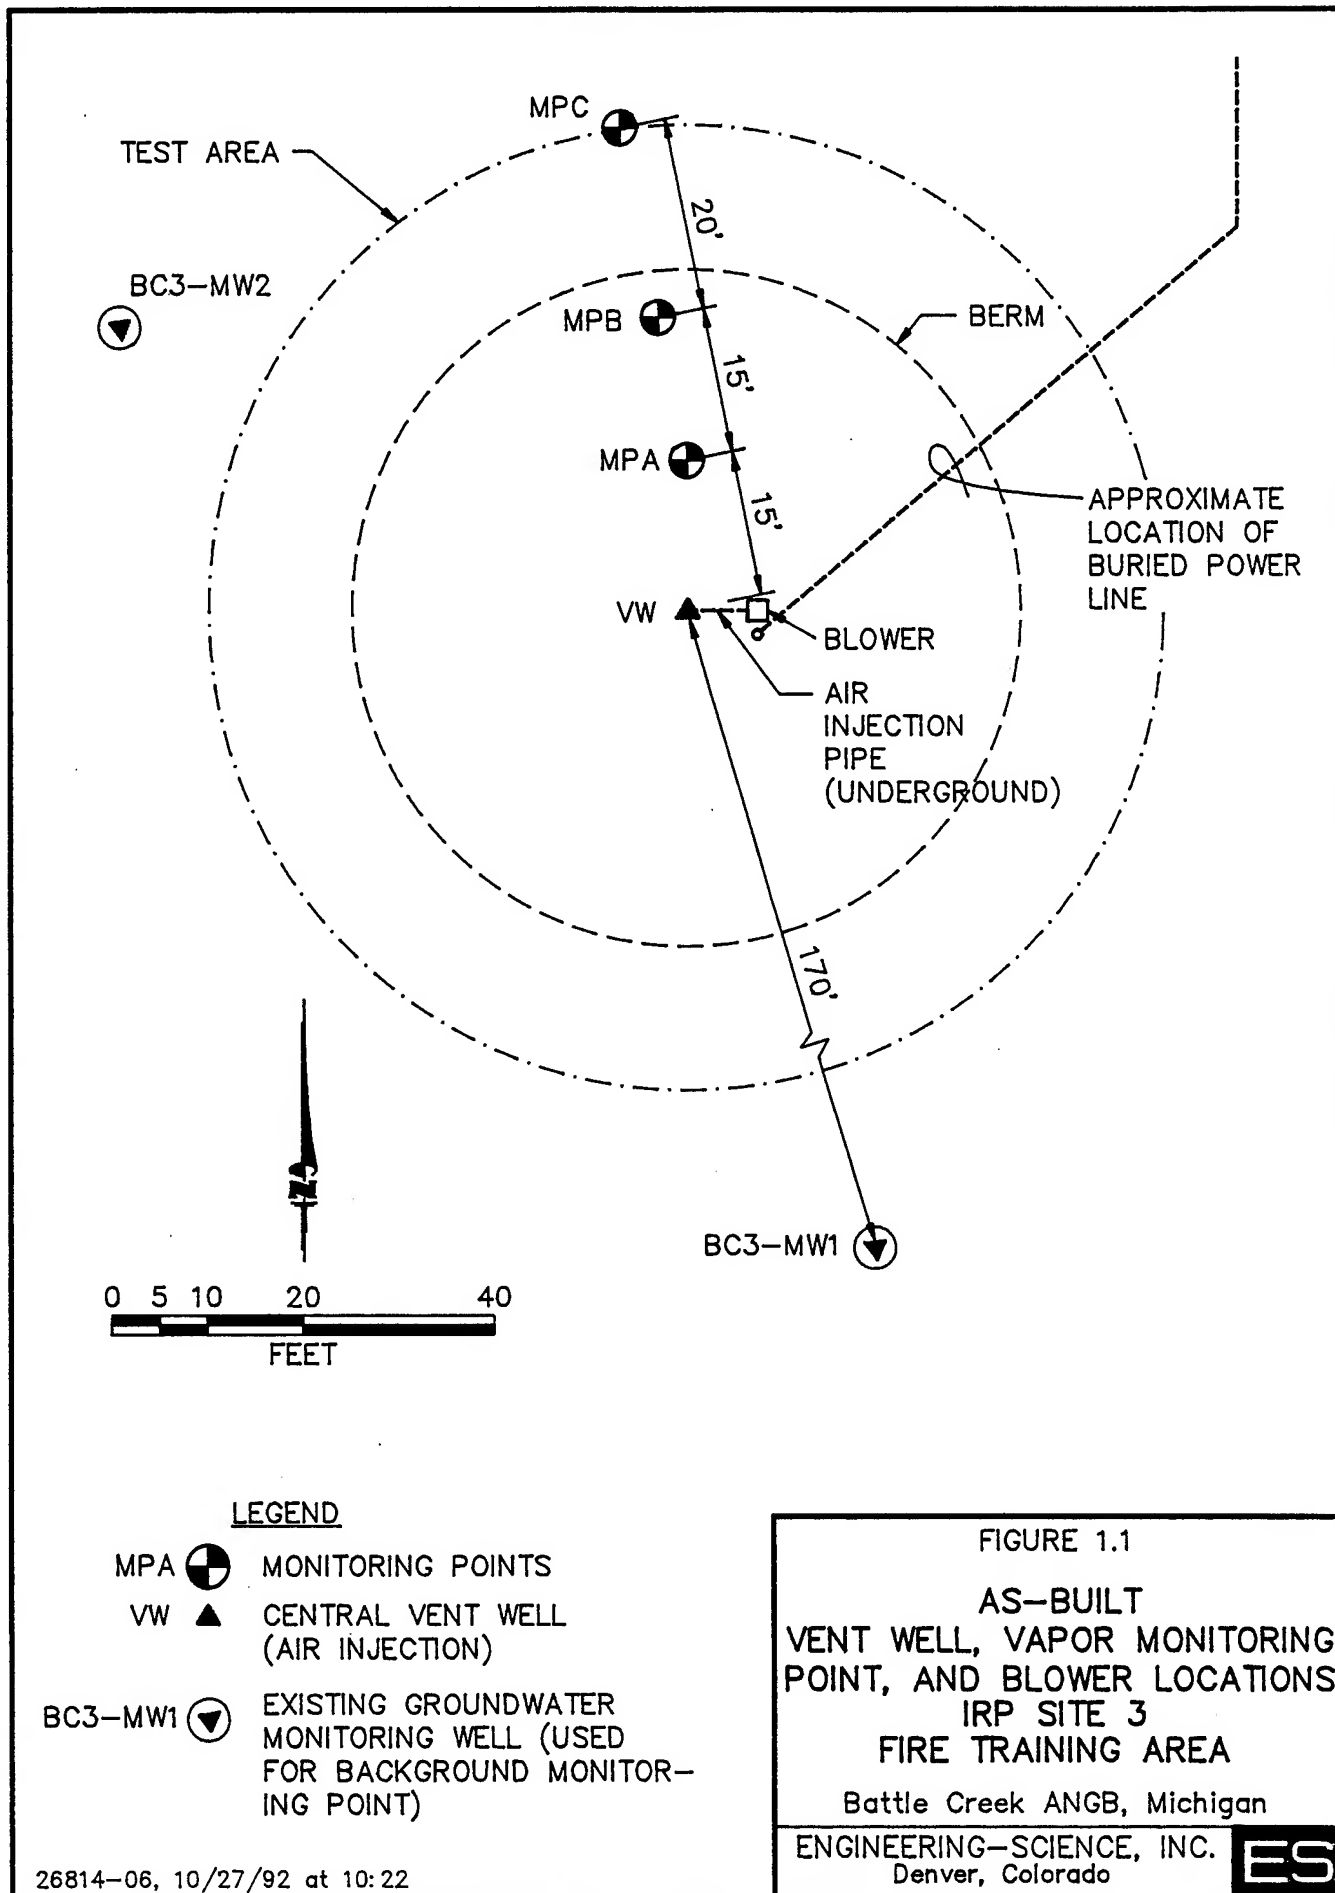 MPC
TEST AREA
20'
BC3-MW2
MPB
BERM
15'
MPA
15'
APPROXIMATE
LOCATION OF
BURIED POWER
LINE
VW
BLOWER
AIR
INJECTION
PIPE
(UNDERGROUND)
170'
N
BC3-MW1
0 5 10 20 40
FEET
LEGEND
MPA MONITORING POINTS
VW CENTRAL VENT WELL
(AIR INJECTION)
BC3-MW1 EXISTING GROUNDWATER
MONITORING WELL (USED
FOR BACKGROUND MONITOR-
ING POINT)
26814-06, 10/27/92 at 10:22
FIGURE 1.1
AS-BUILT
VENT WELL, VAPOR MONITORING
POINT, AND BLOWER LOCATIONS
IRP SITE 3
FIRE TRAINING AREA
Battle Creek ANGB, Michigan
ENGINEERING-SCIENCE, INC.
Denver, Colorado
ES